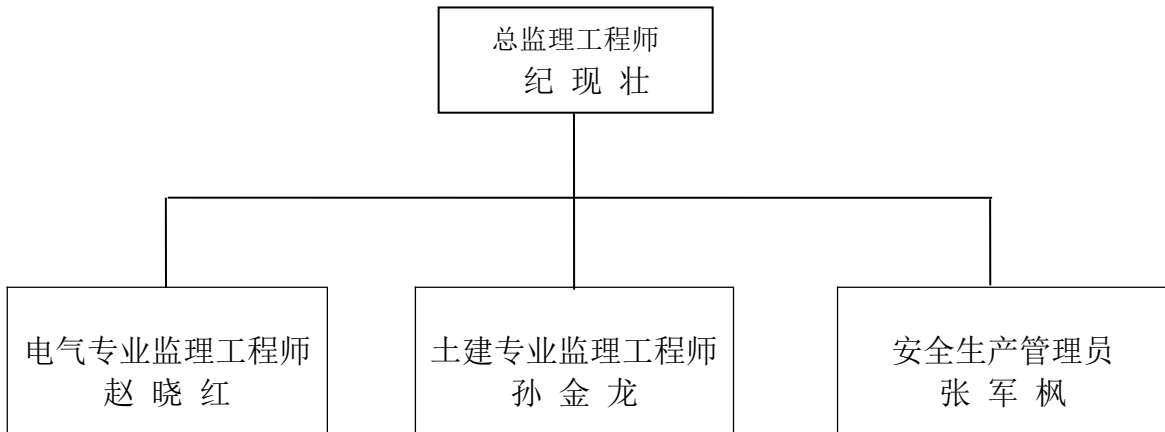 总监理工程师
纪 现 壮
电气专业监理工程师
赵 晓 红
土建专业监理工程师
孙 金 龙
安全生产管理员
张 军 枫